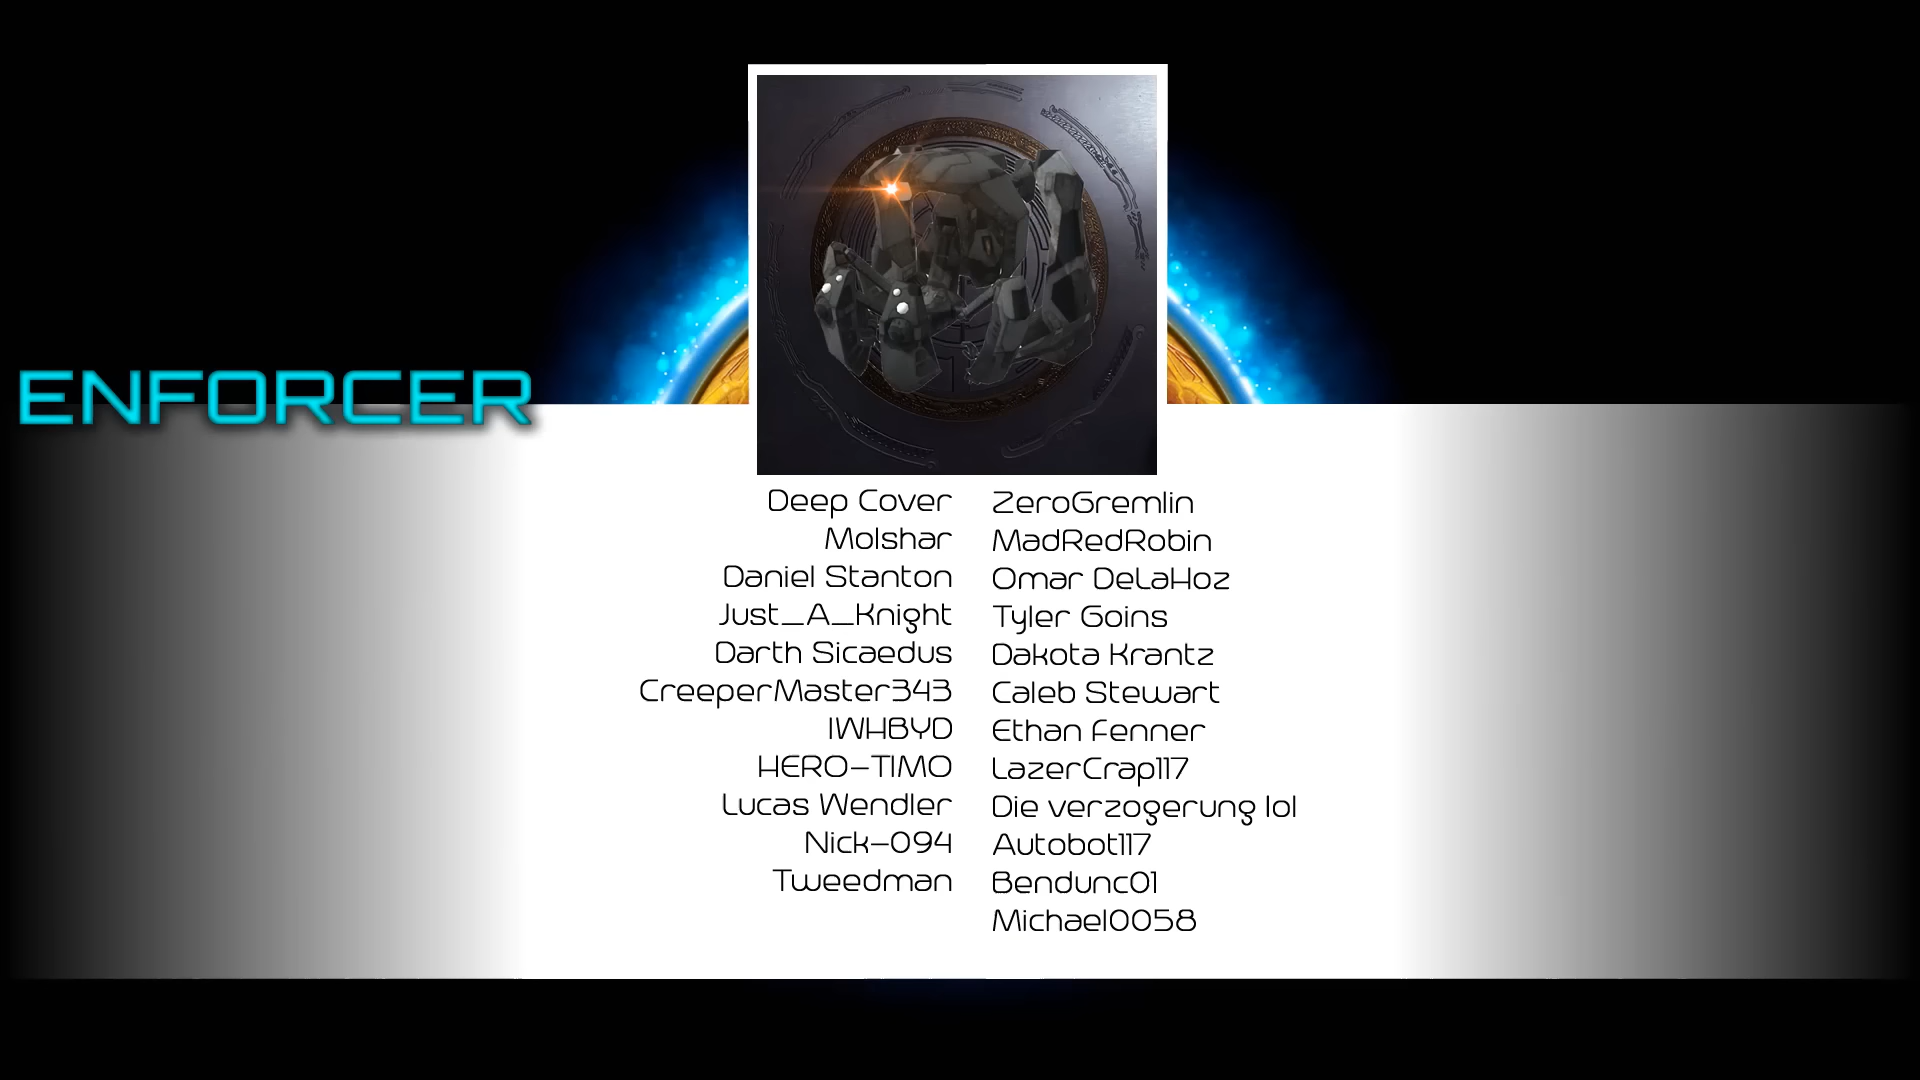 ENFORCER
Deep Cover
Molshar
Daniel Stanton
Just_A_Knight
Darth Sicaedus
CreeperMaster343
IWHBYD
HERO-TIMO
Lucas Wendler
Nick-094
Tweedman
ZeroGremlin
MadRedRobin
Omar DeLaHoz
Tyler Goins
Dakota Krantz
Caleb Stewart
Ethan Fenner
LazerCrap117
Die verzogerung lol
Autobot117
Bendunc01
Michael0058